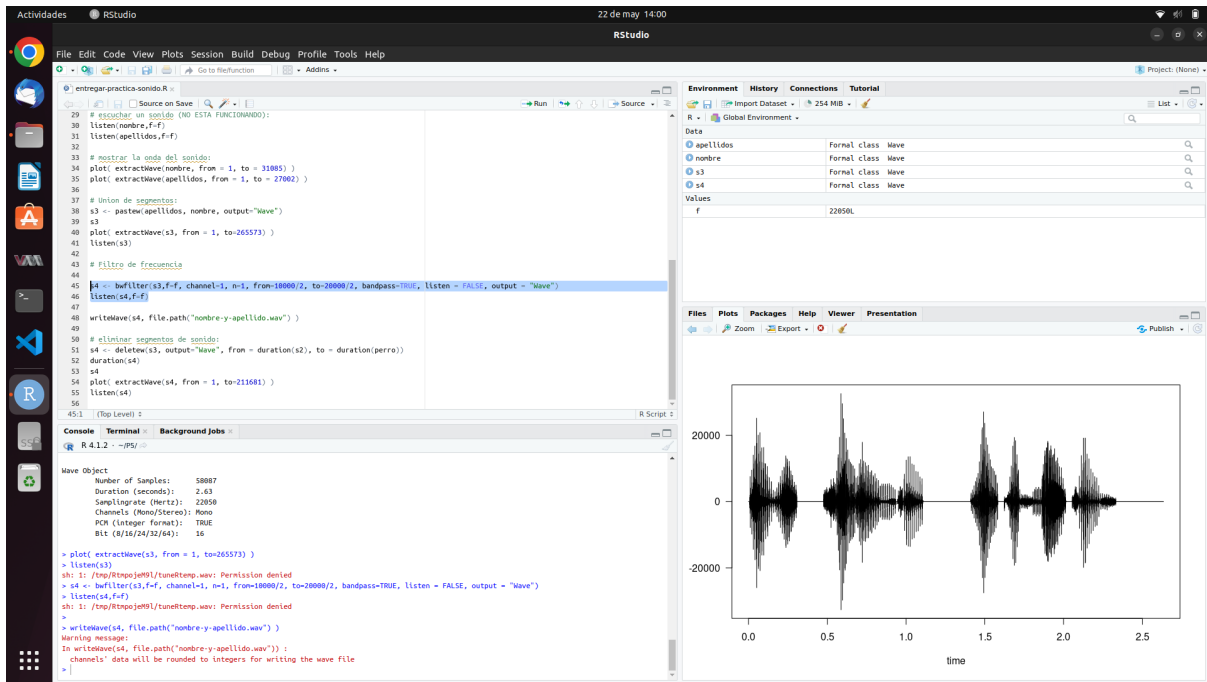 Actividades RStudio 22 de may 14:00
RStudio
File Edit Code View Plots Session Build Debug Profile Tools Help
Go to file/function Addins Project: (None)
entregar-practica-sonido.R
Source on Save Run Source
29 # escuchar un sonido (NO ESTA FUNCIONANDO):
30 listen(nombre,f=f)
31 listen(apellidos,f=f)
32
33 # mostrar la onda del sonido:
34 plot( extractWave(nombre, from = 1, to = 31085) )
35 plot( extractWave(apellidos, from = 1, to = 27002) )
36
37 # Union de segmentos:
38 s3 <- pastew(apellidos, nombre, output="Wave")
39 s3
40 plot( extractWave(s3, from = 1, to=265573) )
41 listen(s3)
42
43 # Filtro de frecuencia
44
45 s4 <- bwfilter(s3,f=f, channel=1, n=1, from=10000/2, to=20000/2, bandpass=TRUE, listen = FALSE, output = "Wave")
46 listen(s4,f=f)
47
48 writeWave(s4, file.path("nombre-y-apellido.wav") )
49
50 # eliminar segmentos de sonido:
51 s4 <- deletew(s3, output="Wave", from = duration(s2), to = duration(perro))
52 duration(s4)
53 s4
54 plot( extractWave(s4, from = 1, to=211681) )
55 listen(s4)
56
45:1 (Top Level) R Script
Console Terminal Background Jobs
R 4.1.2 · ~/P5/
Wave Object
Number of Samples: 58087
Duration (seconds): 2.63
Samplingrate (Hertz): 22050
Channels (Mono/Stereo): Mono
PCM (integer format): TRUE
Bit (8/16/24/32/64): 16
> plot( extractWave(s3, from = 1, to=265573) )
> listen(s3)
sh: 1: /tmp/RtmpojeM9l/tuneRtemp.wav: Permission denied
> s4 <- bwfilter(s3,f=f, channel=1, n=1, from=10000/2, to=20000/2, bandpass=TRUE, listen = FALSE, output = "Wave")
> listen(s4,f=f)
sh: 1: /tmp/RtmpojeM9l/tuneRtemp.wav: Permission denied
>
> writeWave(s4, file.path("nombre-y-apellido.wav") )
Warning message:
In writeWave(s4, file.path("nombre-y-apellido.wav")) :
channels' data will be rounded to integers for writing the wave file
>
Environment History Connections Tutorial
Import Dataset 254 MiB List
R Global Environment
Data
apellidos Formal class Wave
nombre Formal class Wave
s3 Formal class Wave
s4 Formal class Wave
Values
f 22050L
Files Plots Packages Help Viewer Presentation
Zoom Export Publish
20000
0
-20000
0.0 0.5 1.0 1.5 2.0 2.5
time